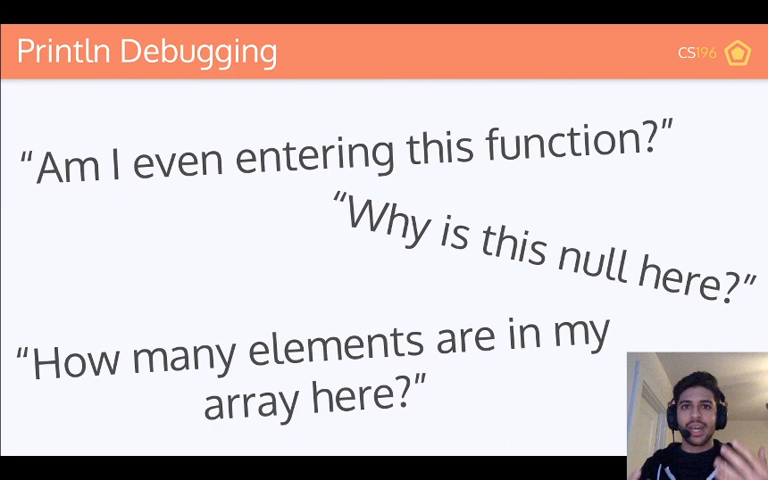 Println Debugging
CS196
“Am I even entering this function?”
“Why is this null here?”
“How many elements are in my
array here?”